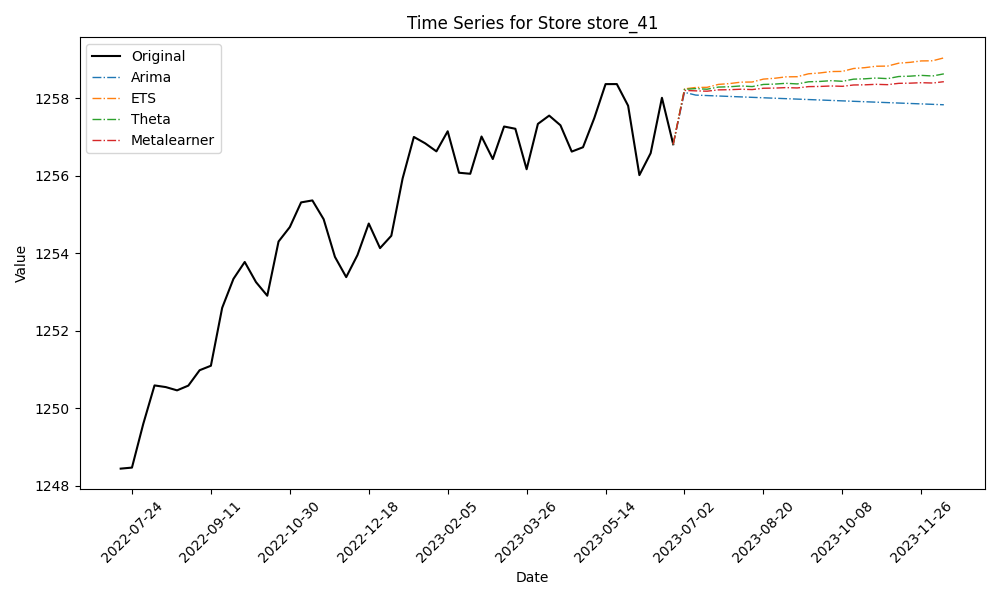 Time Series for Store store_41
Original
Arima
ETS
Theta
Metalearner
Value
1258
1256
1254
1252
1250
1248
2022-07-24
2022-09-11
2022-10-30
2022-12-18
2023-02-05
2023-03-26
2023-05-14
2023-07-02
2023-08-20
2023-10-08
2023-11-26
Date